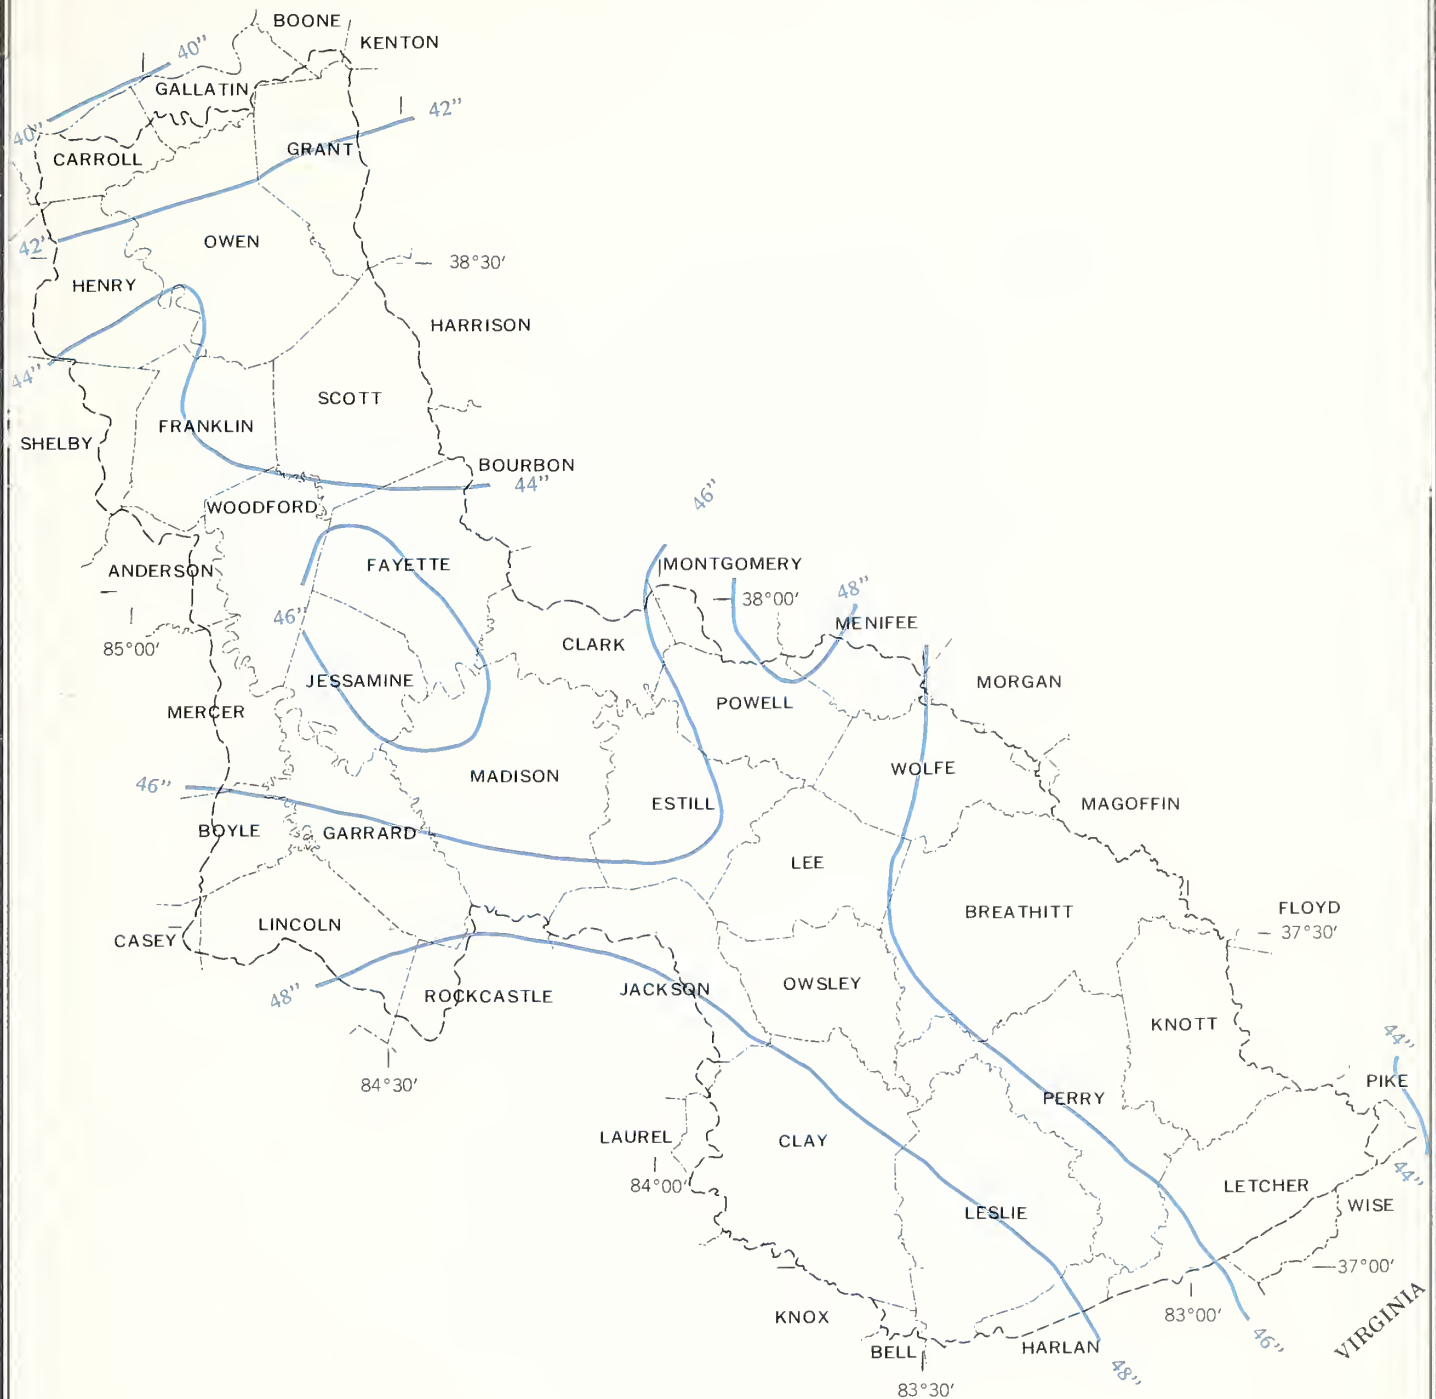 BOONE
KENTON
40”
GALLATIN
42”
40”
GRANT
CARROLL
OWEN
42”
38°30′
HENRY
HARRISON
44”
SCOTT
FRANKLIN
SHELBY
BOURBON
44”
46”
WOODFORD
FAYETTE
MONTGOMERY
ANDERSON
48”
38°00′
46”
MENIFEE
CLARK
85°00′
JESSAMINE
MORGAN
POWELL
MERCER
WOLFE
MADISON
46”
ESTILL
MAGOFFIN
BOYLE
GARRARD
LEE
BREATHITT
FLOYD
LINCOLN
37°30′
CASEY
OWSLEY
JACKSON
48”
ROCKCASTLE
KNOTT
44”
84°30′
PIKE
PERRY
LAUREL
CLAY
44”
84°00′
LETCHER
WISE
LESLIE
37°00′
83°00′
KNOX
VIRGINIA
46”
HARLAN
BELL
48”
83°30′